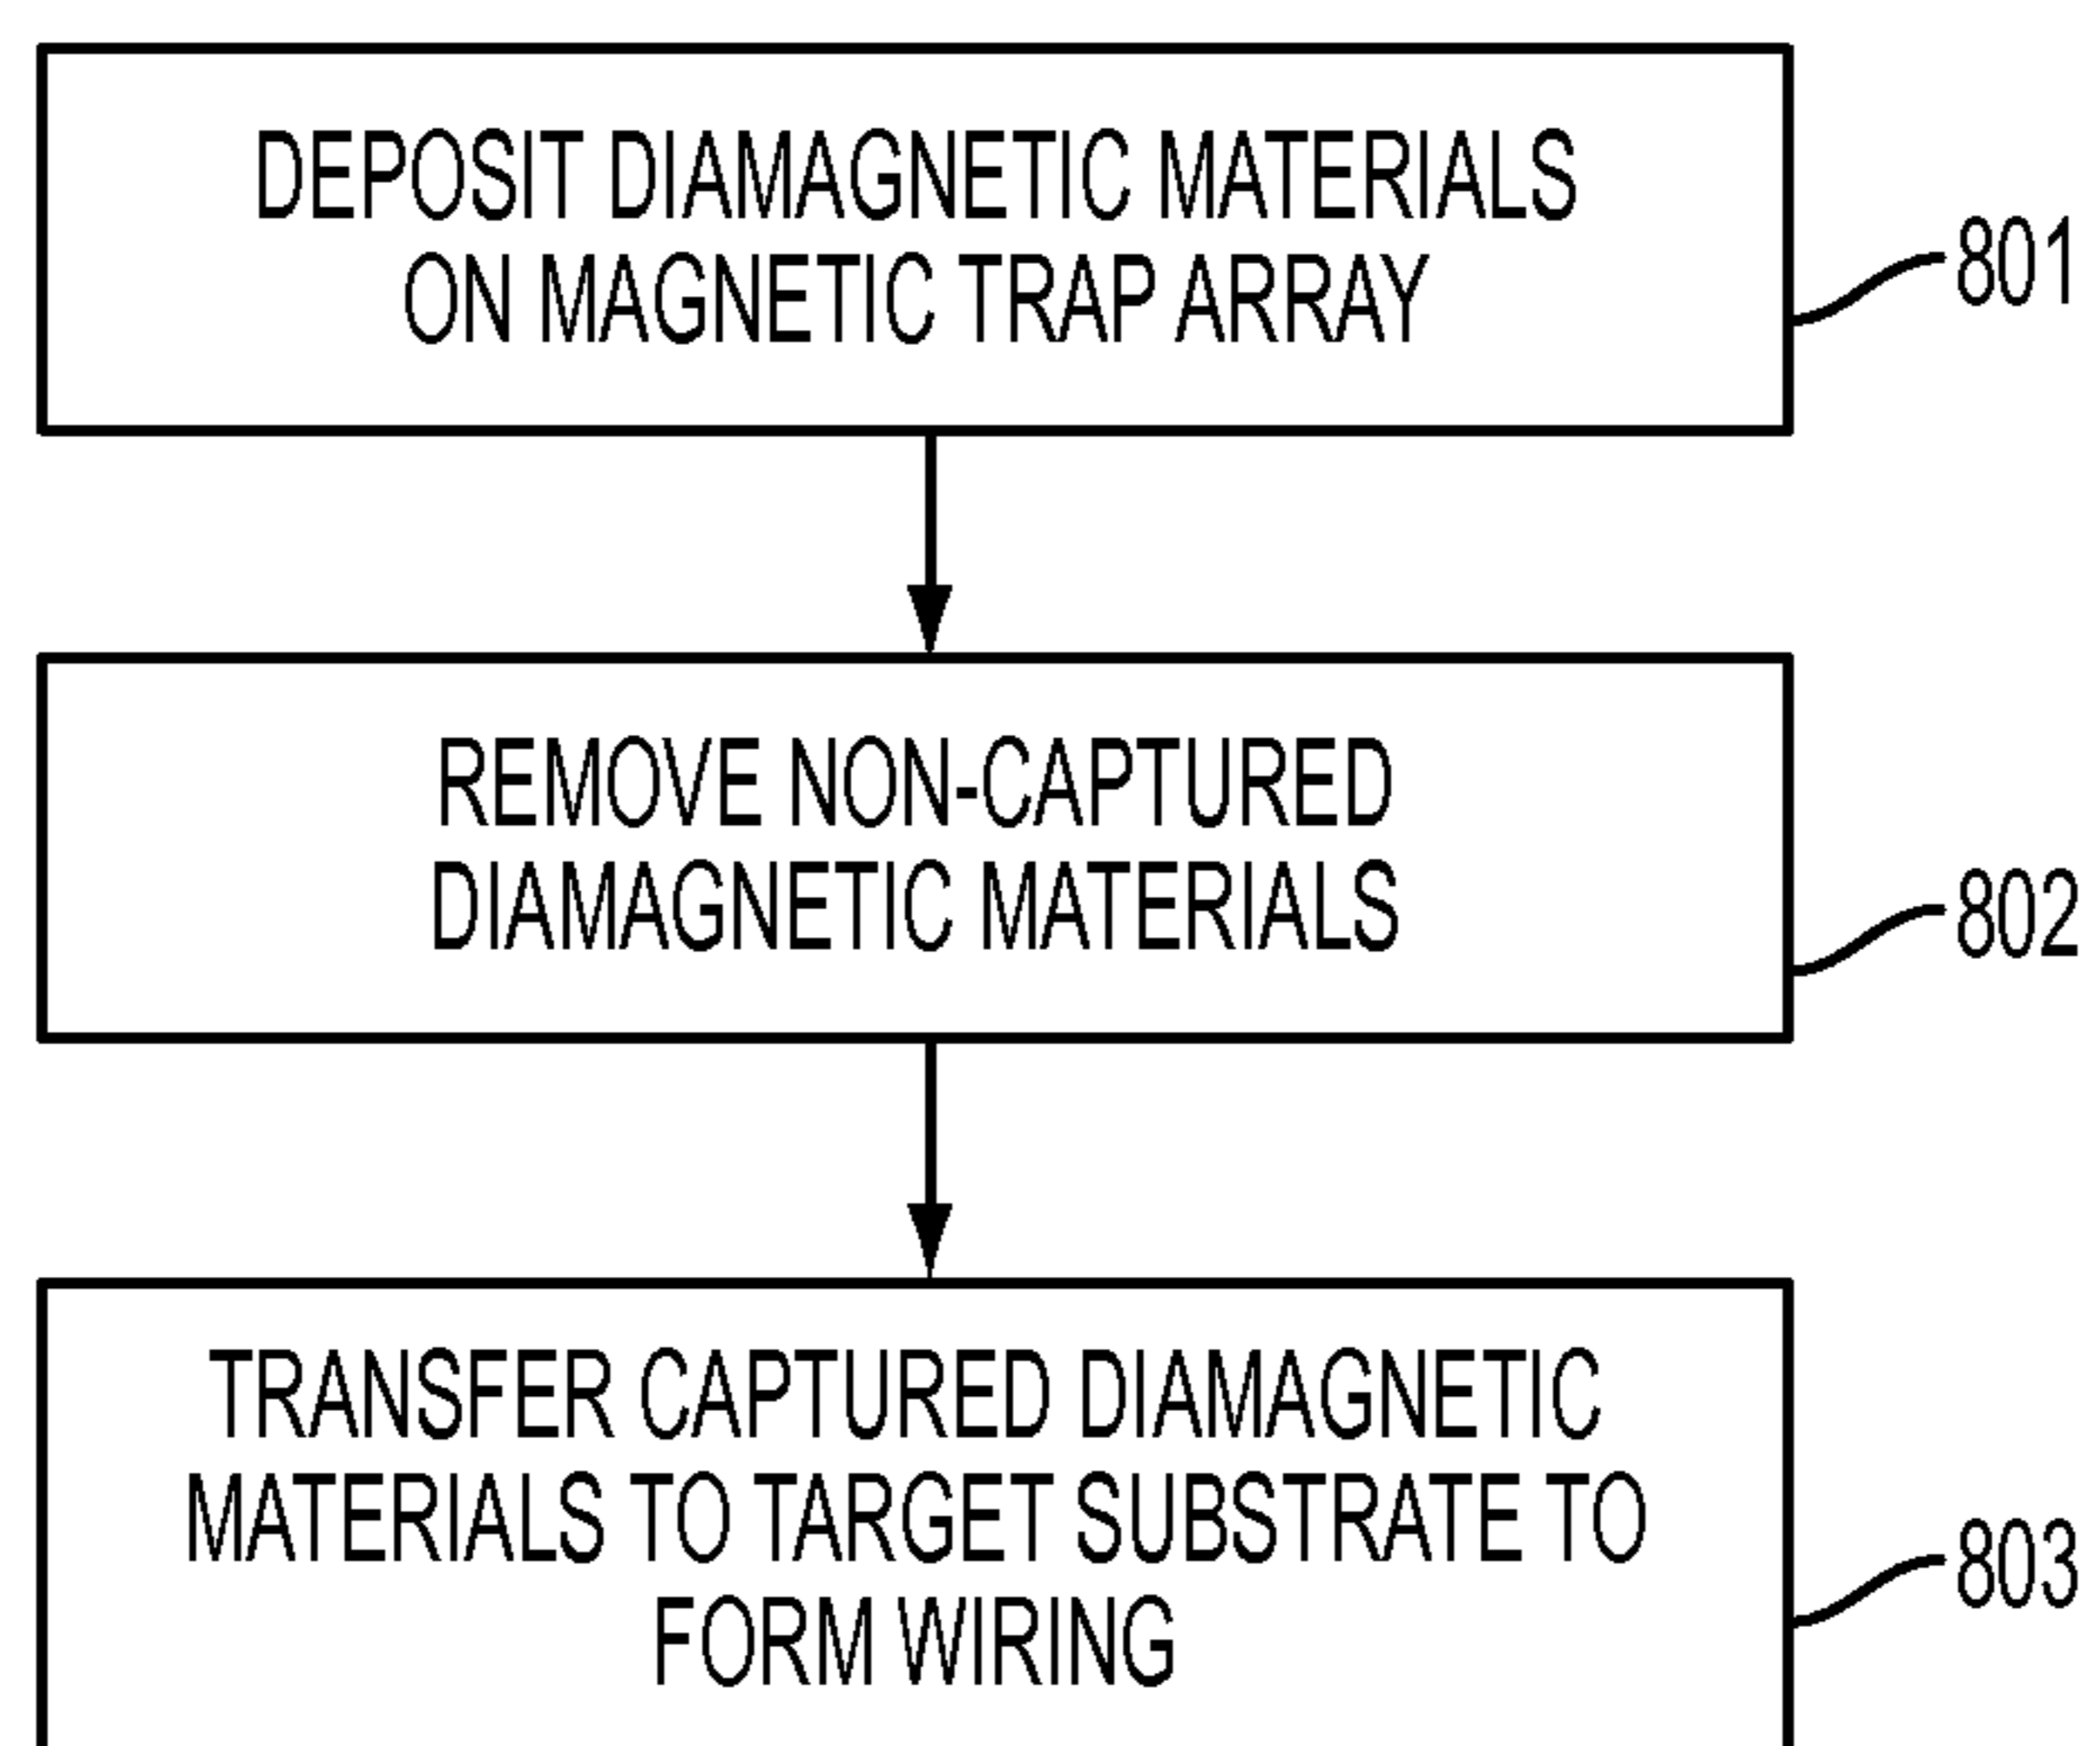 DEPOSIT DIAMAGNETIC MATERIALS
ON MAGNETIC TRAP ARRAY
801
REMOVE NON-CAPTURED
DIAMAGNETIC MATERIALS
802
TRANSFER CAPTURED DIAMAGNETIC
MATERIALS TO TARGET SUBSTRATE TO
FORM WIRING
803